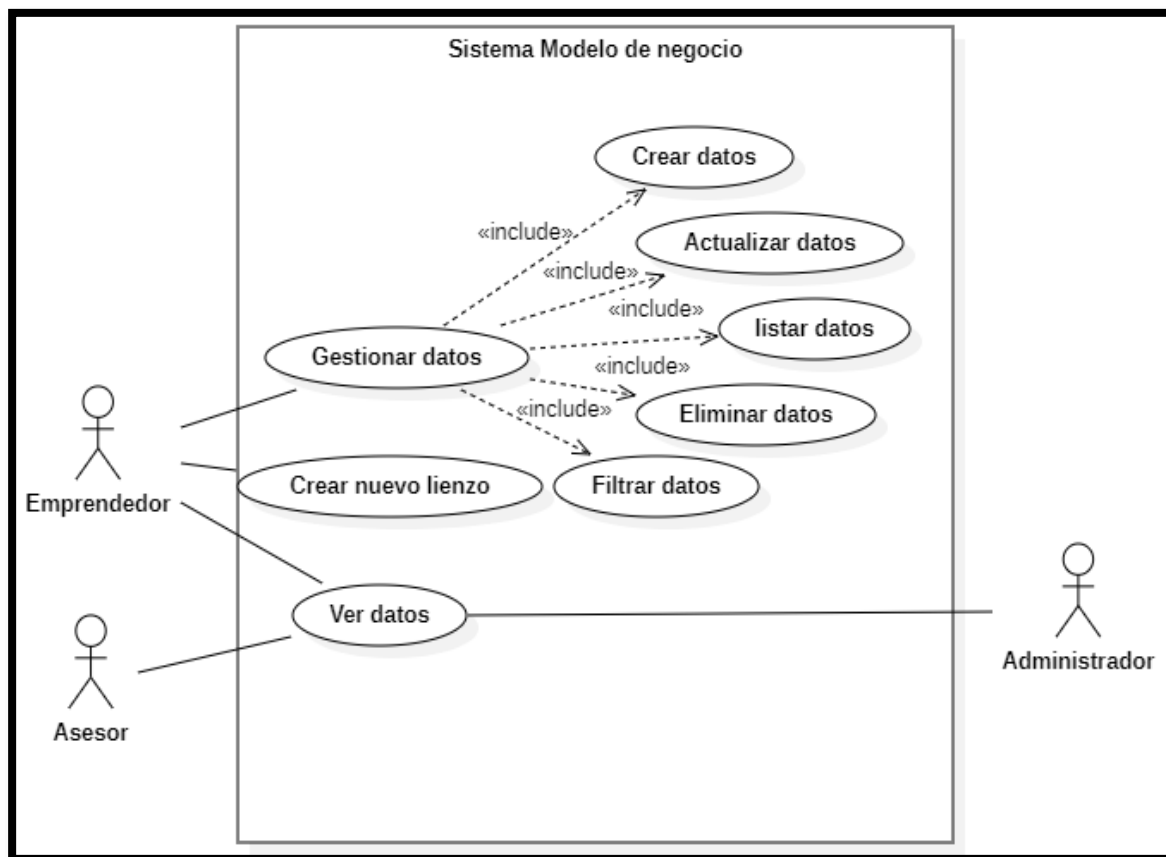 Sistema Modelo de negocio
Crear datos
«include»
Actualizar datos
«include»
«include»
listar datos
Gestionar datos
«include»
Eliminar datos
«include»
Crear nuevo lienzo
Filtrar datos
Emprendedor
Ver datos
Administrador
Asesor